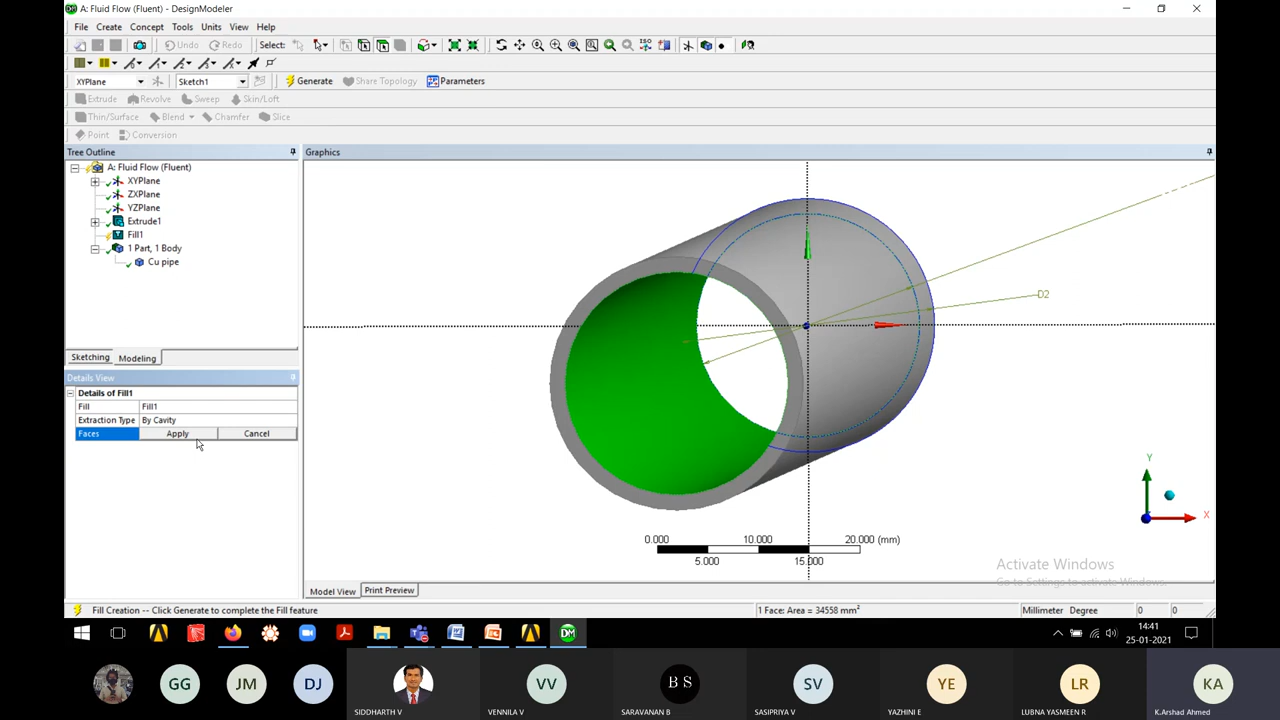 A: Fluid Flow (Fluent) - DesignModeler
File Create Concept Tools Units View Help
Undo Redo Select:
XYPlane Sketch1 Generate Share Topology Parameters
Extrude Revolve Sweep Skin/Loft
Thin/Surface Blend Chamfer Slice
Point Conversion
Tree Outline
A: Fluid Flow (Fluent)
XYPlane
ZXPlane
YZPlane
Extrude1
Fill1
1 Part, 1 Body
Cu pipe
Sketching Modeling
Details View
Details of Fill1
Fill Fill1
Extraction Type By Cavity
Faces Apply Cancel
Graphics
D2
Y
X
0.000 10.000 20.000 (mm)
5.000 15.000
Activate Windows
Go to Settings to activate Windows.
Model View Print Preview
Fill Creation -- Click Generate to complete the Fill feature
1 Face: Area = 34558 mm²
Millimeter Degree 0 0
DM
14:41
25-01-2021
GG JM DJ VV B S SV YE LR KA
SIDDHARTH V VENNILA V SARAVANAN B SASIPRIYA V YAZHINI E LUBNA YASMEEN R K.Arshad Ahmed